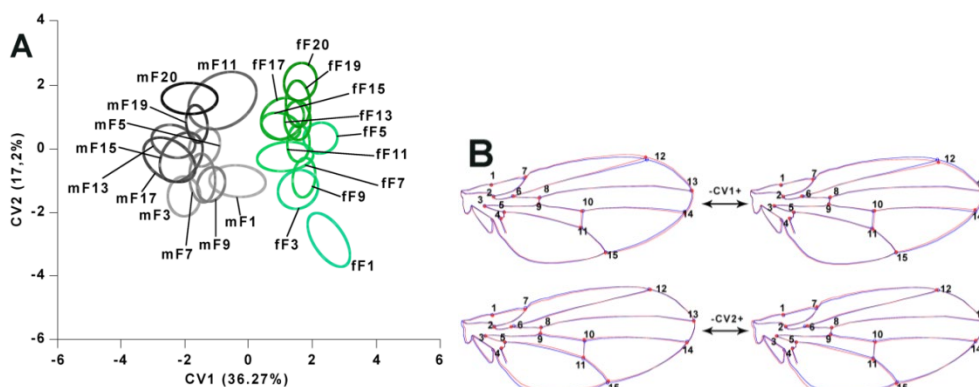 A
CV2 (17,2%)
4
2
0
-2
-4
-6
-6
-4
-2
0
2
4
CV1 (36.27%)
mF20
mF11
mF19
mF5
mF15
mF13
mF17
mF3
mF7
mF9
mF1
fF20
fF19
fF17
fF15
fF13
fF5
fF11
fF7
fF9
fF3
fF1
B
1 2 3 4 5 6 7 8 9 10 11 12 13 14 15
-CV1+
1 2 3 4 5 6 7 8 9 10 11 12 14 15
1 2 3 4 5 6 7 8 9 10 11 12 13 14 15
-CV2+
1 2 3 4 5 6 7 8 9 10 11 12 14